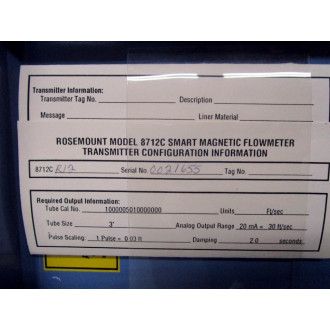 Transmitter Information:
Transmitter Tag No. Description
Message Liner Material
ROSEMOUNT MODEL 8712C SMART MAGNETIC FLOWMETER
TRANSMITTER CONFIGURATION INFORMATION
8712C R12 Serial No. 0021655 Tag No.
Required Output Information:
Tube Cal No. 1000005010000000 Units Ft/sec
Tube Size 3' Analog Output Range 20 mA = 30 ft/sec
Pulse Scaling: 1 Pulse = 0.03 ft Damping 2.0 seconds